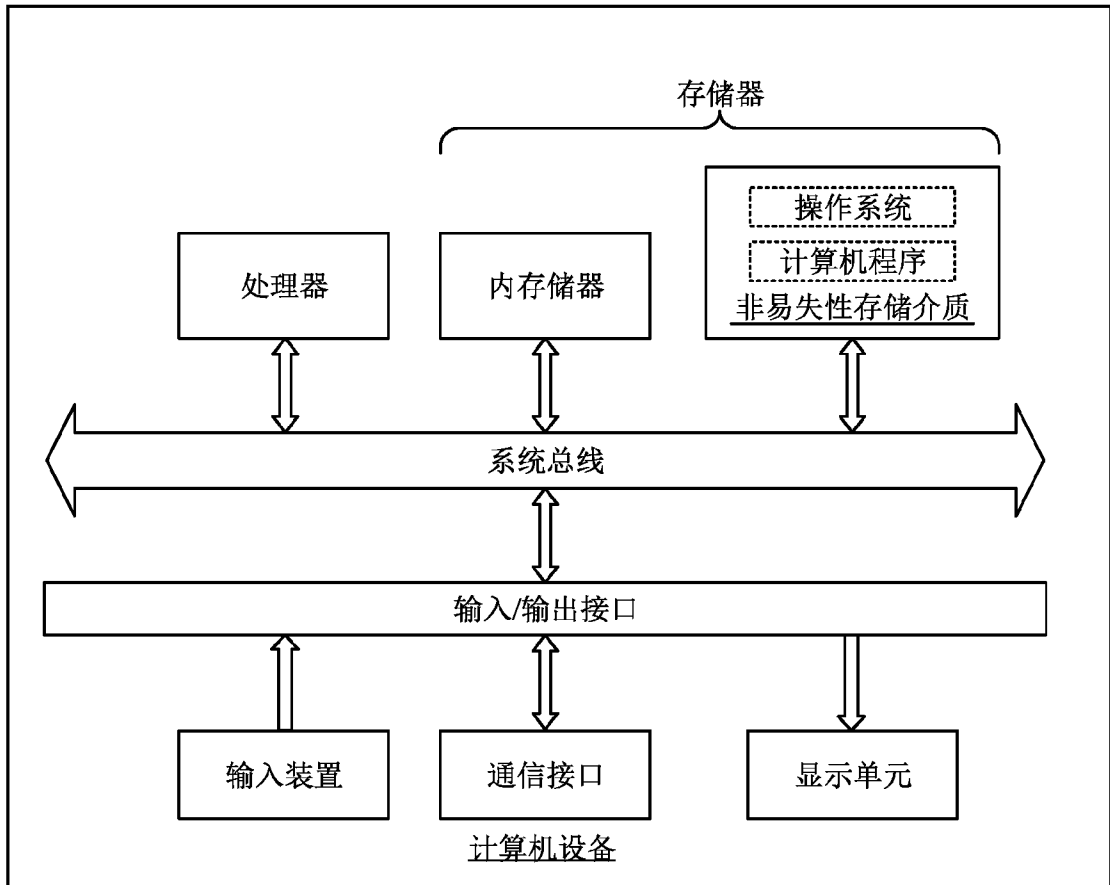 存储器
操作系统
计算机程序
非易失性存储介质
处理器
内存储器
系统总线
输入/输出接口
输入装置
通信接口
显示单元
计算机设备